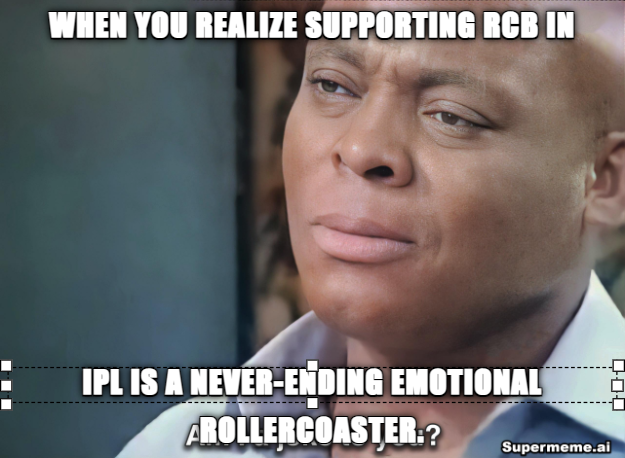 WHEN YOU REALIZE SUPPORTING RCB IN
IPL IS A NEVER-ENDING EMOTIONAL
ROLLERCOASTER.
Supermeme.ai